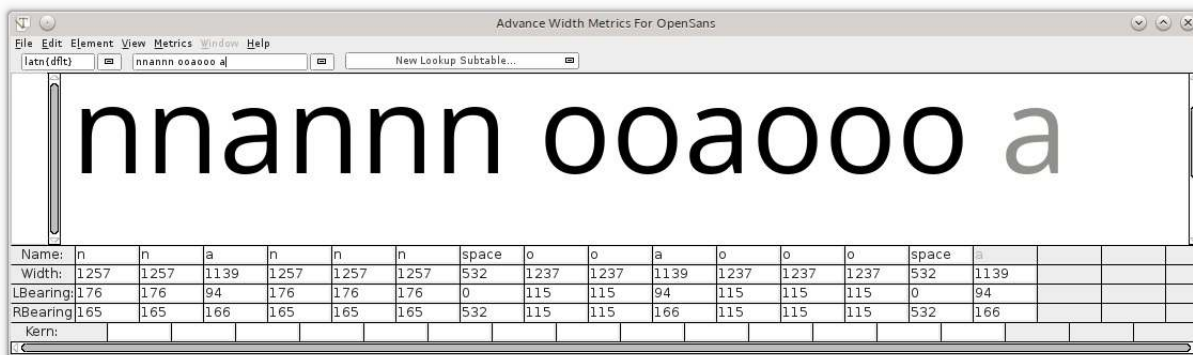 Advance Width Metrics For OpenSans
File Edit Element View Metrics Window Help
latn{dflt} nnannn ooaooo a New Lookup Subtable...
nnannn ooaooo a
Name: n n a n n n space o o a o o o space a
Width: 1257 1257 1139 1257 1257 1257 532 1237 1237 1139 1237 1237 1237 532 1139
LBearing: 176 176 94 176 176 176 0 115 115 94 115 115 115 0 94
RBearing 165 165 166 165 165 165 532 115 115 166 115 115 115 532 166
Kern: